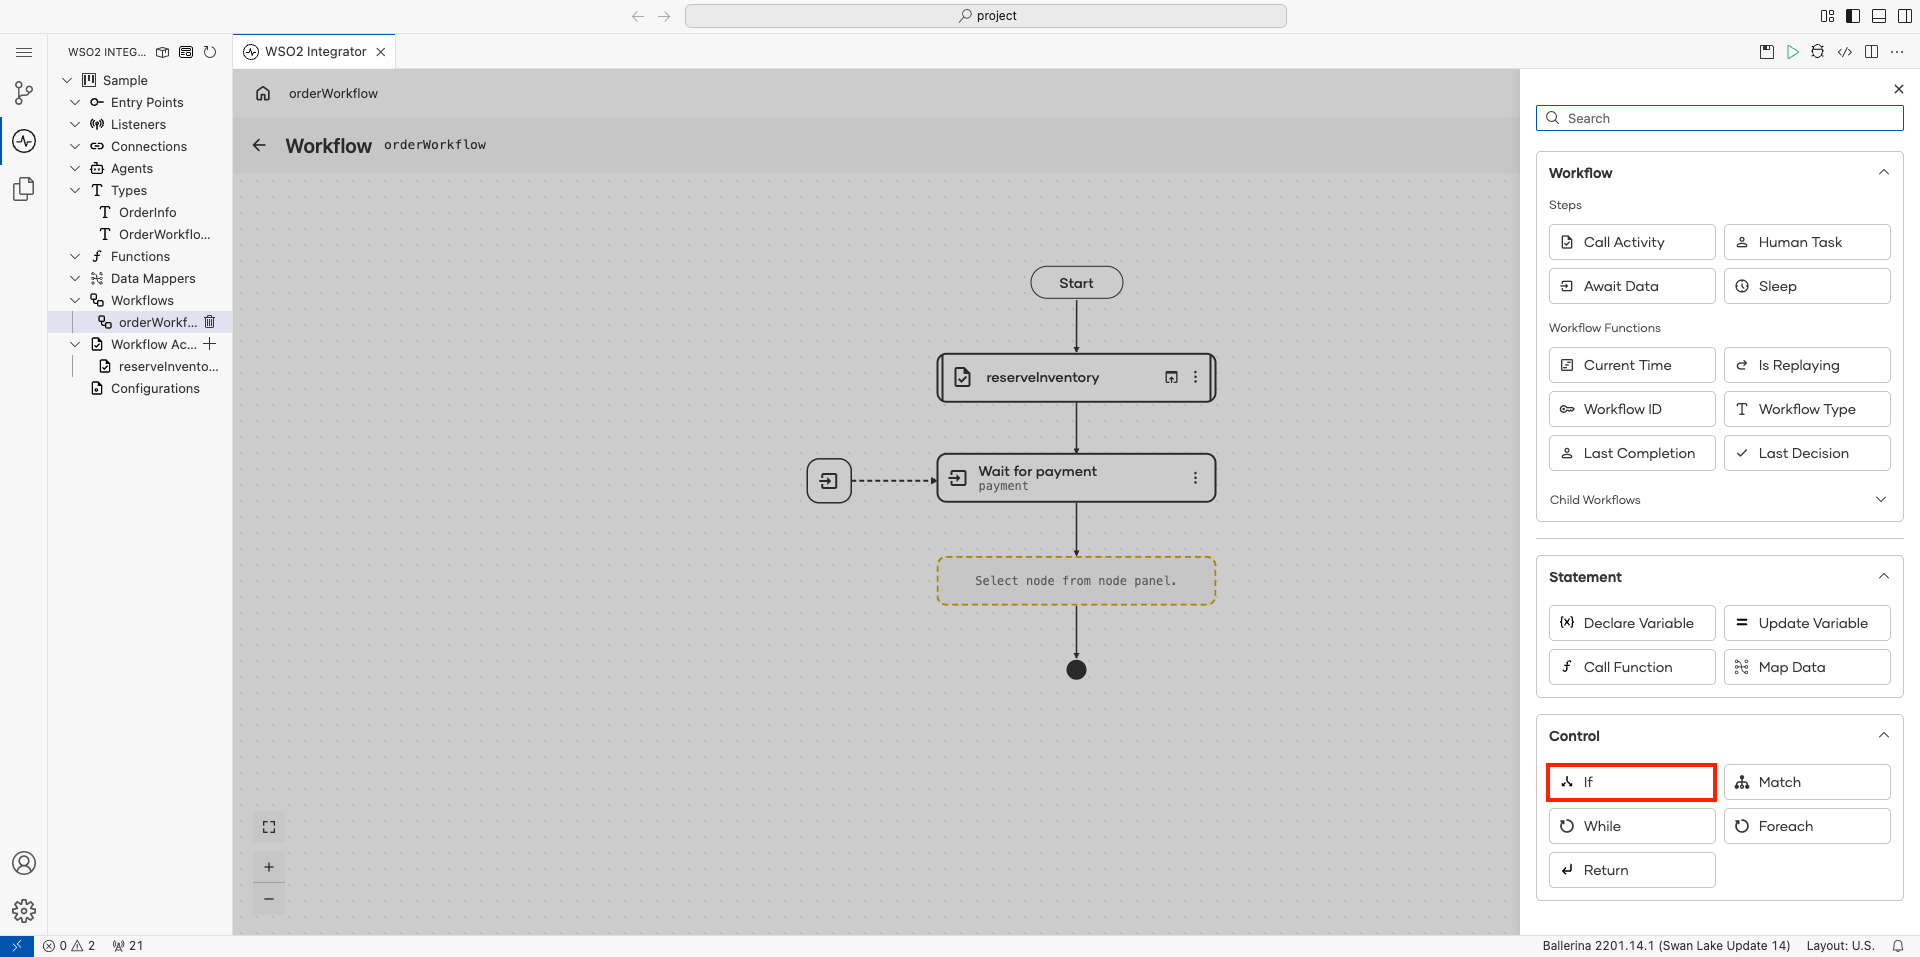 project
WSO2 INTEG...
WSO2 Integrator
Sample
Entry Points
Listeners
Connections
Agents
Types
OrderInfo
OrderWorkflo...
Functions
Data Mappers
Workflows
orderWorkf...
Workflow Ac...
reserveInvento...
Configurations
orderWorkflow
Workflow orderWorkflow
Start
reserveInventory
Wait for payment
payment
Select node from node panel.
Search
Workflow
Steps
Call Activity
Human Task
Await Data
Sleep
Workflow Functions
Current Time
Is Replaying
Workflow ID
Workflow Type
Last Completion
Last Decision
Child Workflows
Statement
Declare Variable
Update Variable
Call Function
Map Data
Control
If
Match
While
Foreach
Return
0 2 21
Ballerina 2201.14.1 (Swan Lake Update 14) Layout: U.S.